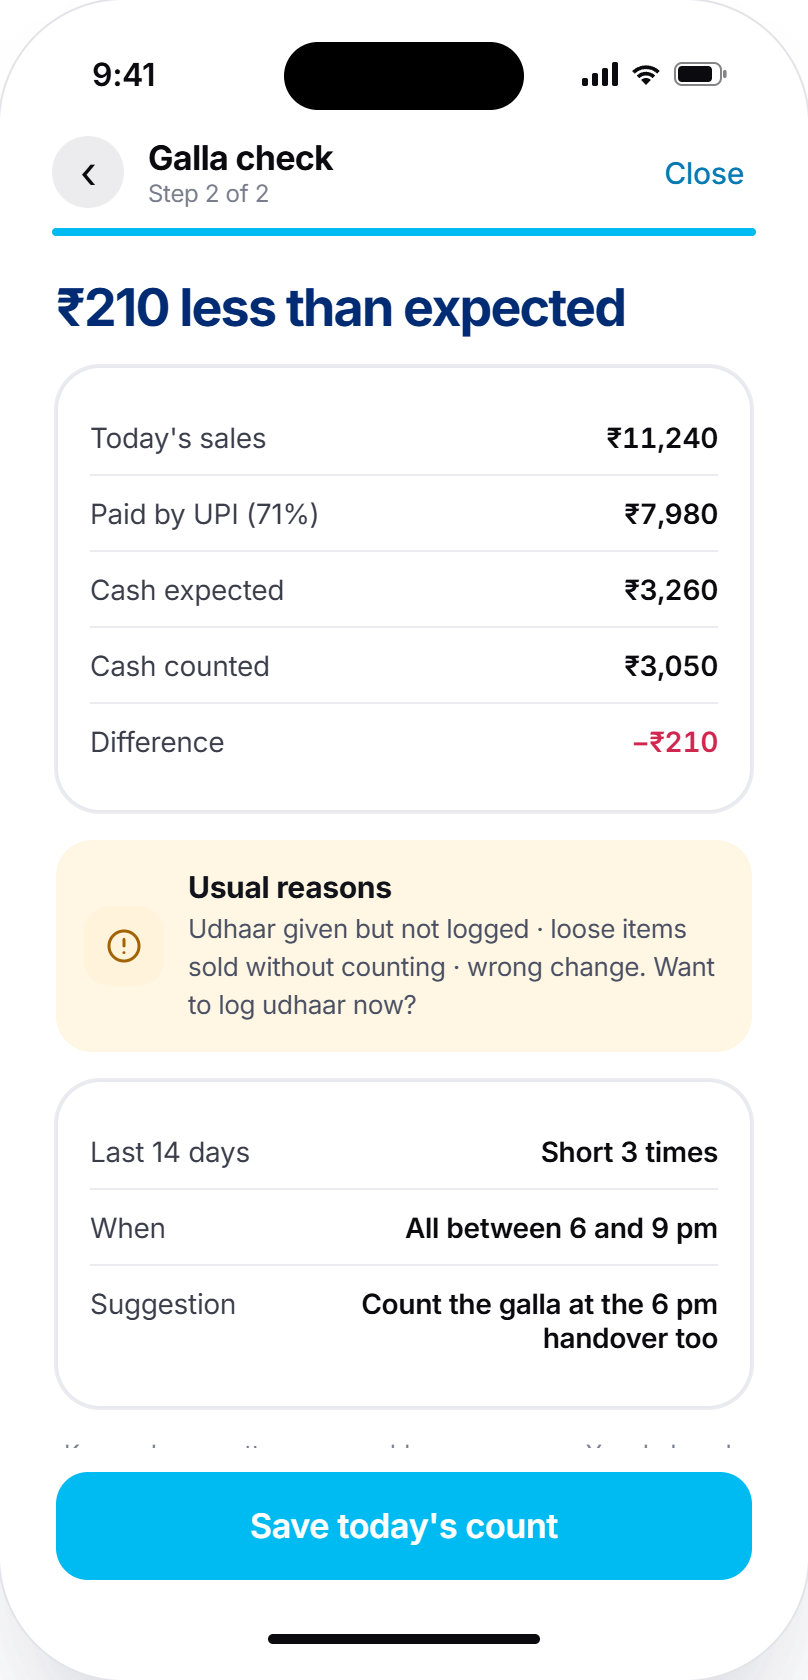 9:41
Galla check
Step 2 of 2
Close
₹210 less than expected
Today's sales ₹11,240
Paid by UPI (71%) ₹7,980
Cash expected ₹3,260
Cash counted ₹3,050
Difference –₹210
Usual reasons
Udhaar given but not logged · loose items
sold without counting · wrong change. Want
to log udhaar now?
Last 14 days Short 3 times
When All between 6 and 9 pm
Suggestion Count the galla at the 6 pm
handover too
Save today's count